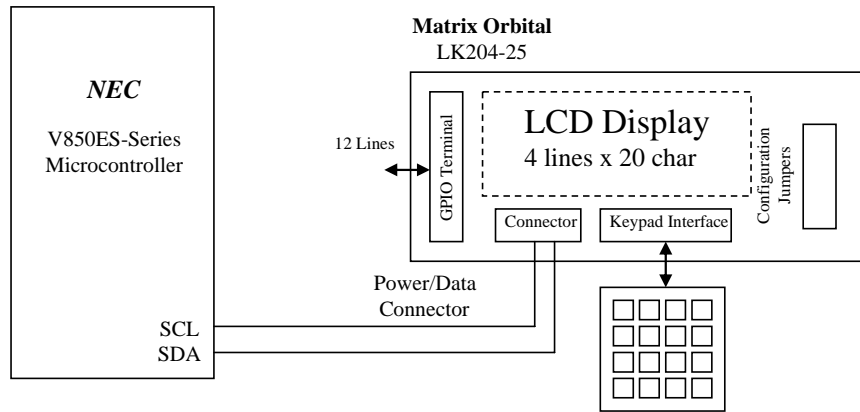 Matrix Orbital
LK204-25
NEC
V850ES-Series
Microcontroller
12 Lines
GPIO Terminal
LCD Display
4 lines x 20 char
Configuration
Jumpers
Connector
Keypad Interface
Power/Data
Connector
SCL
SDA